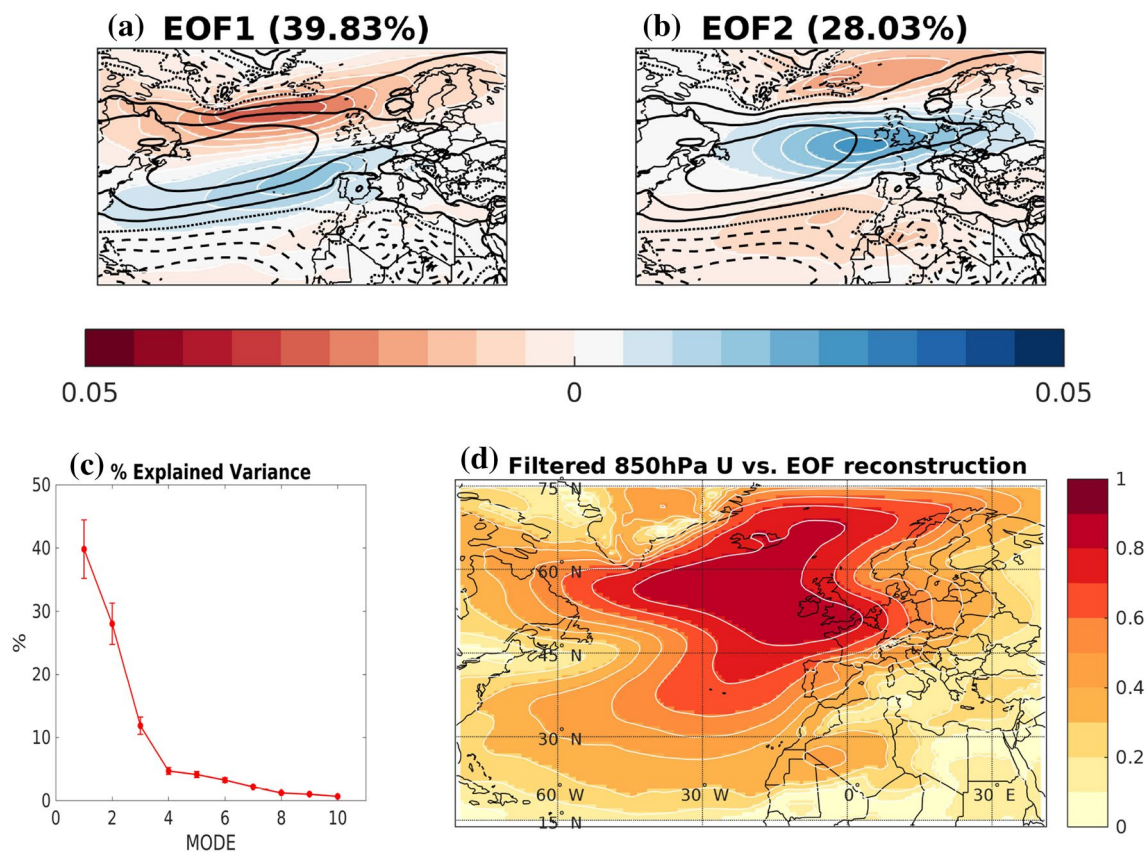 (a) EOF1 (39.83%)
(b) EOF2 (28.03%)
0.05 0 0.05
(c) % Explained Variance
50
40
30
20
10
0
%
0 2 4 6 8 10
MODE
(d) Filtered 850hPa U vs. EOF reconstruction
75° N
60° N
45° N
30° N
15° N
60° W 30° W 0° 30° E
1
0.8
0.6
0.4
0.2
0